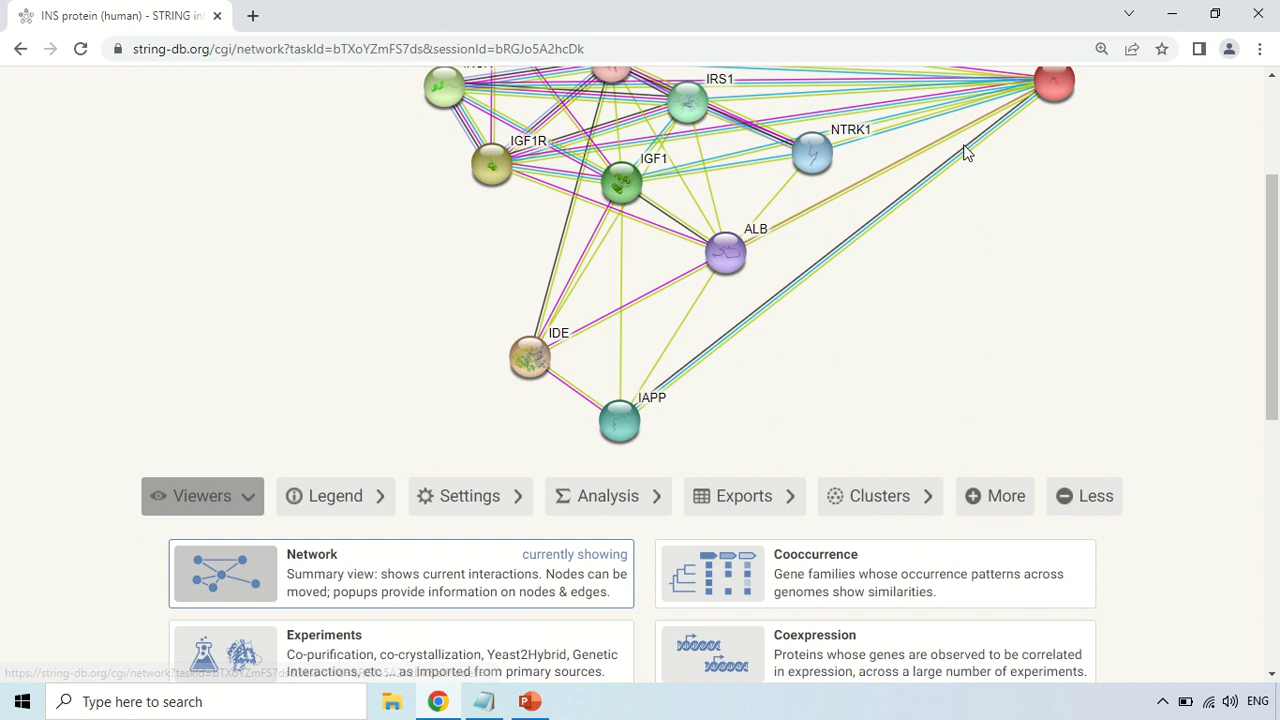 INS protein (human) - STRING in
string-db.org/cgi/network?taskId=bTXoYZmFS7ds&sessionId=bRGJo5A2hcDk
IRS1
NTRK1
IGF1R
IGF1
ALB
IDE
IAPP
Viewers
Legend
Settings
Analysis
Exports
Clusters
More
Less
Network
currently showing
Summary view: shows current interactions. Nodes can be
moved; popups provide information on nodes & edges.
Cooccurrence
Gene families whose occurrence patterns across
genomes show similarities.
Experiments
Co-purification, co-crystallization, Yeast2Hybrid, Genetic
Interactions, etc ... as imported from primary sources.
Coexpression
Proteins whose genes are observed to be correlated
in expression, across a large number of experiments.
Type here to search
ENG